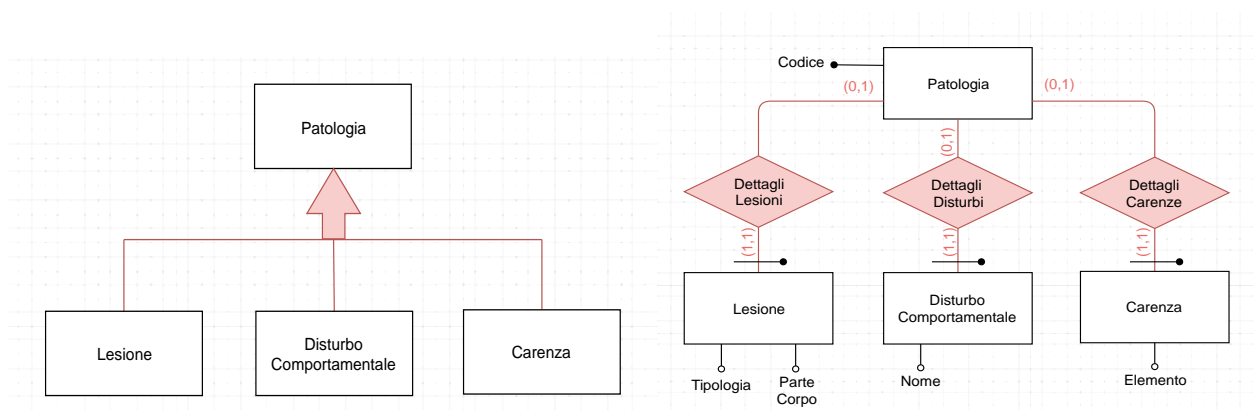 Patologia
Lesione
Disturbo
Comportamentale
Carenza
Codice
Patologia
(0,1)
(0,1)
(0,1)
Dettagli
Lesioni
Dettagli
Disturbi
Dettagli
Carenze
(1,1)
(1,1)
(1,1)
Lesione
Disturbo
Comportamentale
Carenza
Tipologia
Parte
Corpo
Nome
Elemento